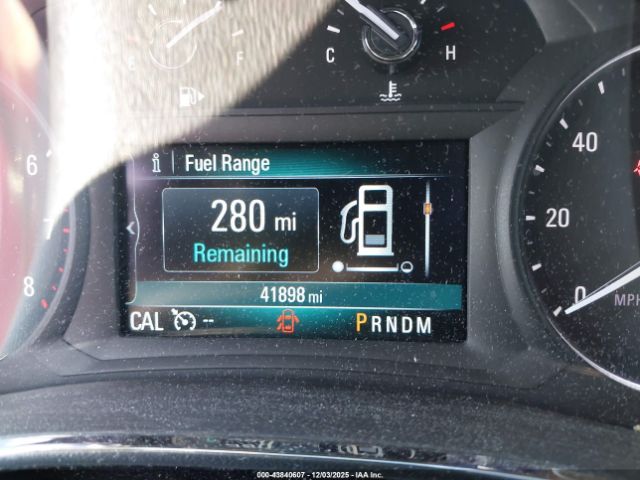 E F
C H
6
7
8
i Fuel Range
280 mi
Remaining
41898 mi
CAL --
PRNDM
40
20
0
MPH
000-43840607 - 12/03/2025 - IAA Inc.